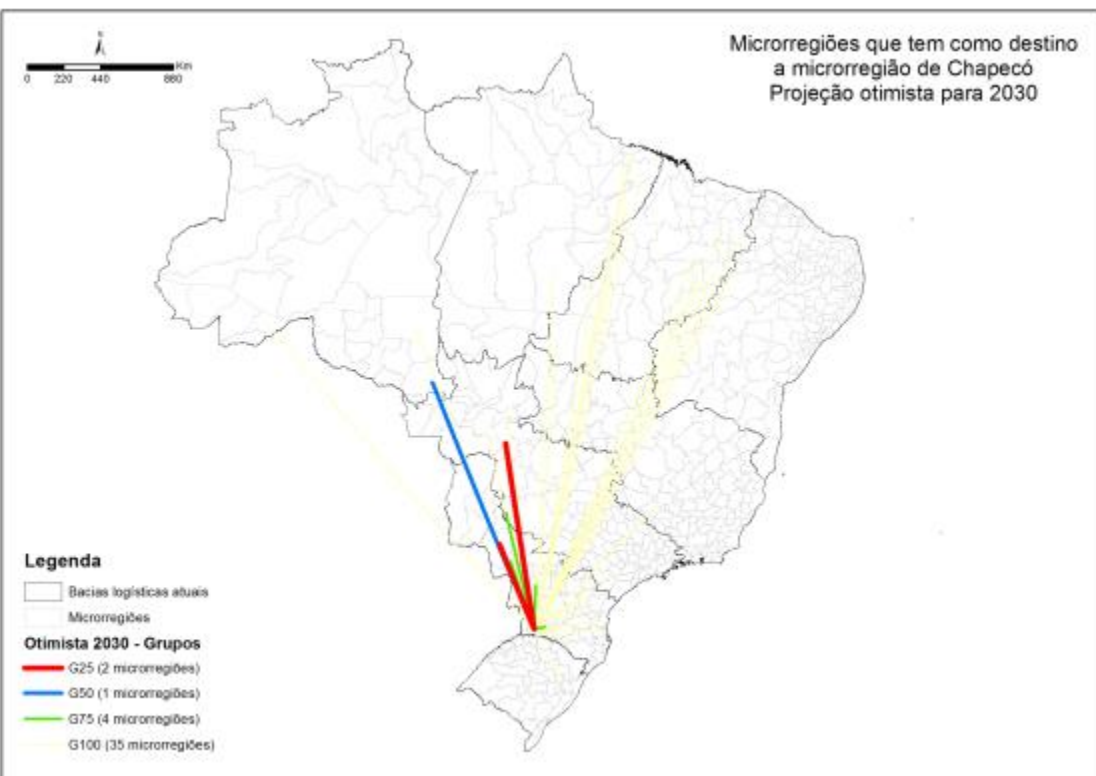 Microrregiões que tem como destino
a microrregião de Chapecó
Projeção otimista para 2030
N
Km
0 220 440 880
Legenda
Bacias logísticas atuais
Microrregiões
Otimista 2030 - Grupos
G25 (2 microrregiões)
G50 (1 microrregiões)
G75 (4 microrregiões)
G100 (35 microrregiões)